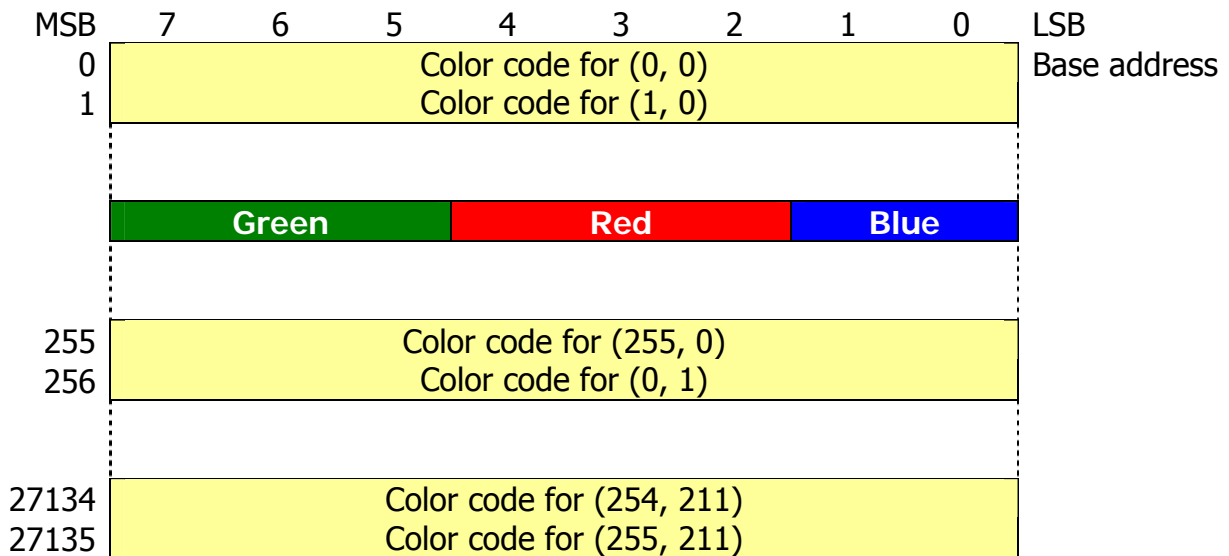 MSB 7 6 5 4 3 2 1 0 LSB
0 Color code for (0, 0) Base address
1 Color code for (1, 0)
Green Red Blue
255 Color code for (255, 0)
256 Color code for (0, 1)
27134 Color code for (254, 211)
27135 Color code for (255, 211)